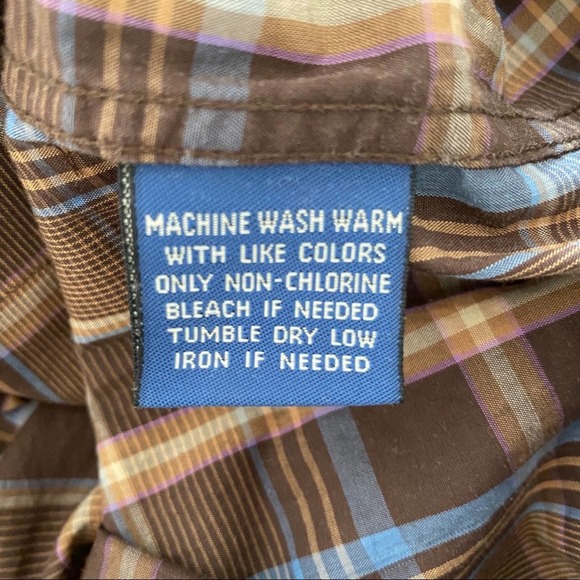 MACHINE WASH WARM
WITH LIKE COLORS
ONLY NON-CHLORINE
BLEACH IF NEEDED
TUMBLE DRY LOW
IRON IF NEEDED